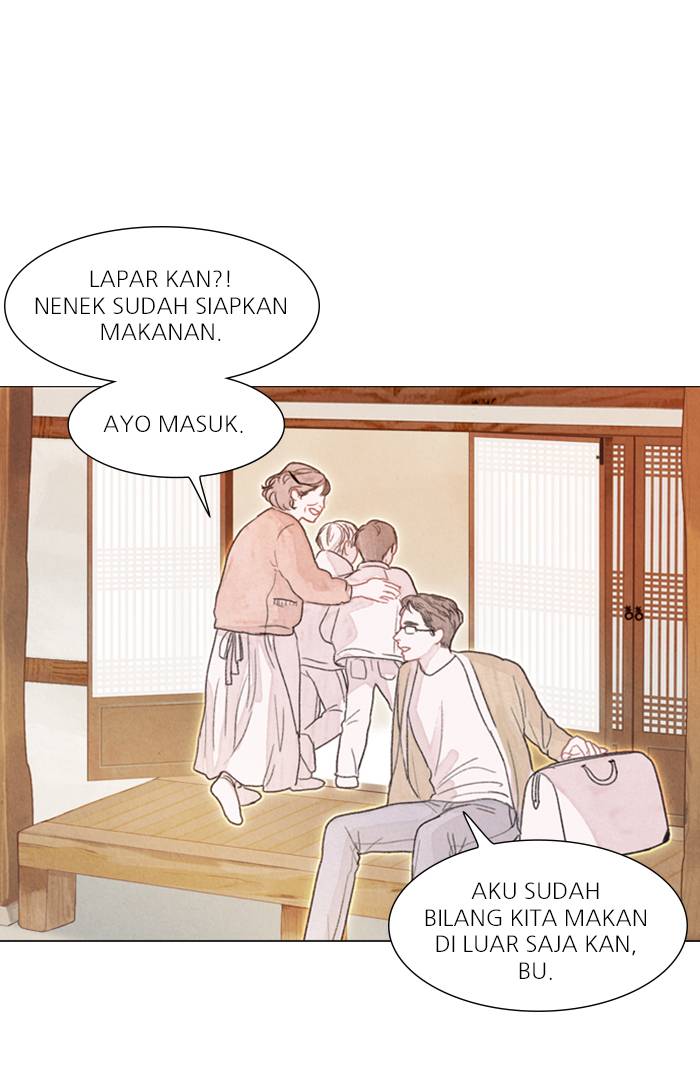 LAPAR KAN?!
NENEK SUDAH SIAPKAN
MAKANAN.
AYO MASUK.
AKU SUDAH
BILANG KITA MAKAN
DI LUAR SAJA KAN,
BU.